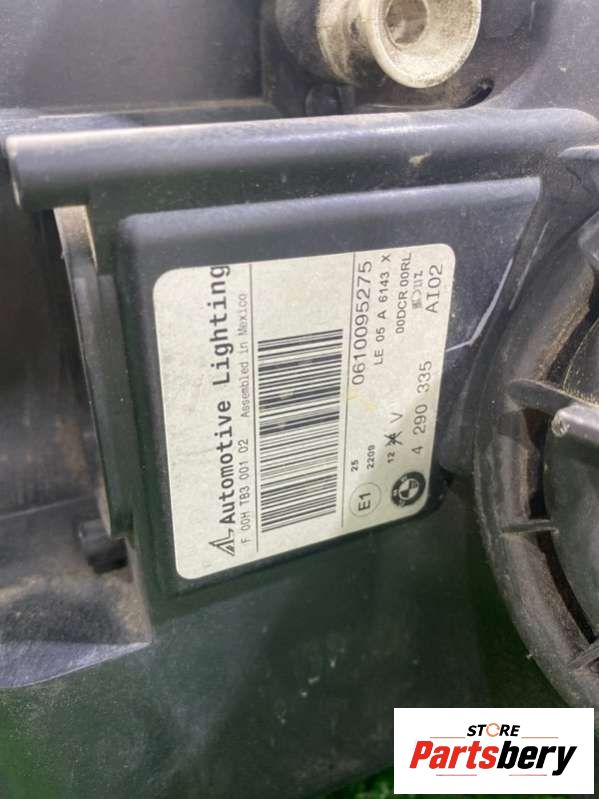 Automotive Lighting
F 00H TB3 001 02 Assembled in Mexico
0610095275
25
2209
LE 05 A 6143 X
00DCR 00RL
E1
12 24 V
4 290 335
AI02
STORE
Partsbery